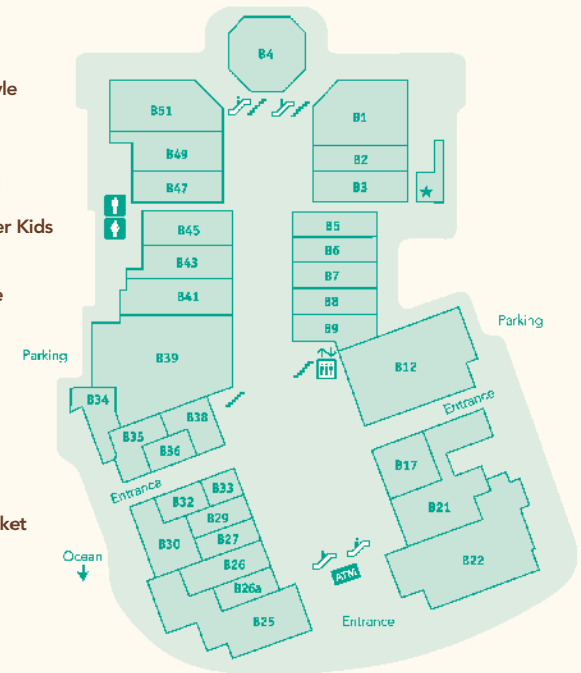 B4
yle
B51
B1
B49
B2
B47
B3
er Kids
B45
B5
B43
B6
B7
e
B41
B8
B9
Parking
Parking
B39
B12
B34
Entrance
B38
B35
B36
B17
Entrance
B33
B32
B29
B21
ket
B27
B30
Ocean
B26
B22
ATM
B26a
B25
Entrance